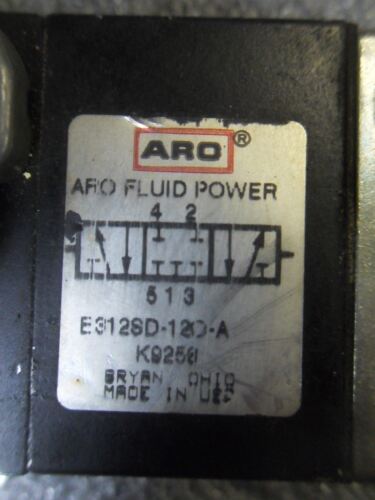 ARO®
ARO FLUID POWER
4 2
5 1 3
E312SD-120-A
K9258
BRYAN, OHIO
MADE IN USA